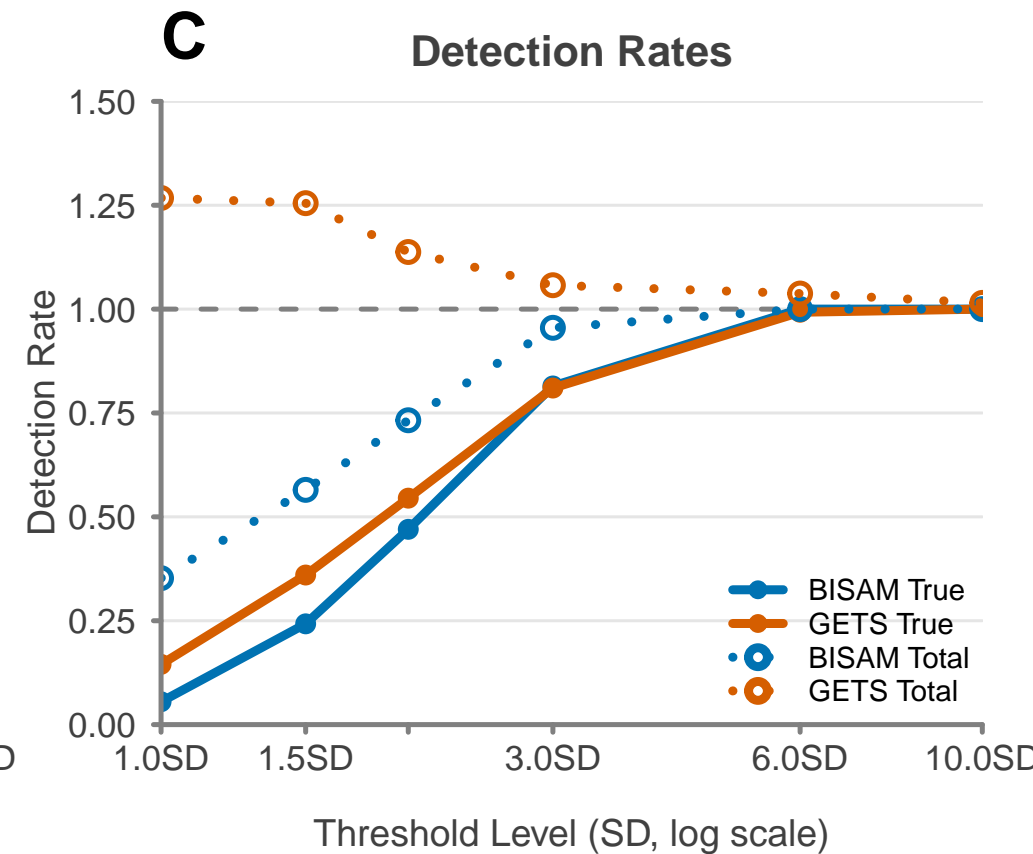 C
Detection Rates
1.50
1.25
1.00
0.75
0.50
0.25
0.00
Detection Rate
BISAM True
GETS True
BISAM Total
GETS Total
D 1.0SD 1.5SD 3.0SD 6.0SD 10.0SD
Threshold Level (SD, log scale)